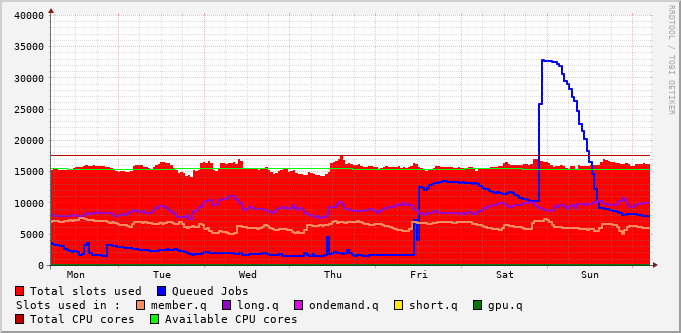 40000
35000
30000
25000
20000
15000
10000
5000
0
Mon Tue Wed Thu Fri Sat Sun
RRDTOOL / TOBI OETIKER
Total slots used Queued Jobs
Slots used in : member.q long.q ondemand.q short.q gpu.q
Total CPU cores Available CPU cores